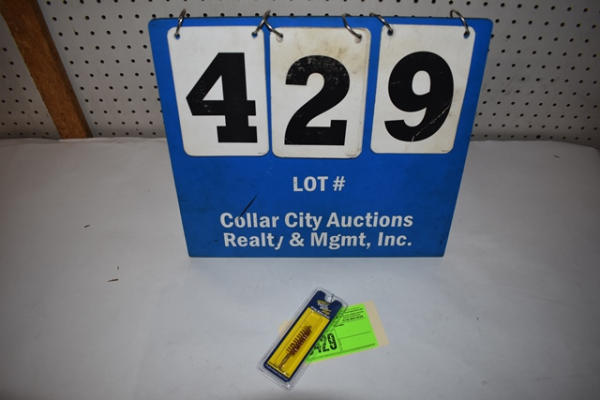 429
LOT #
Collar City Auctions
Realty & Mgmt, Inc.
429